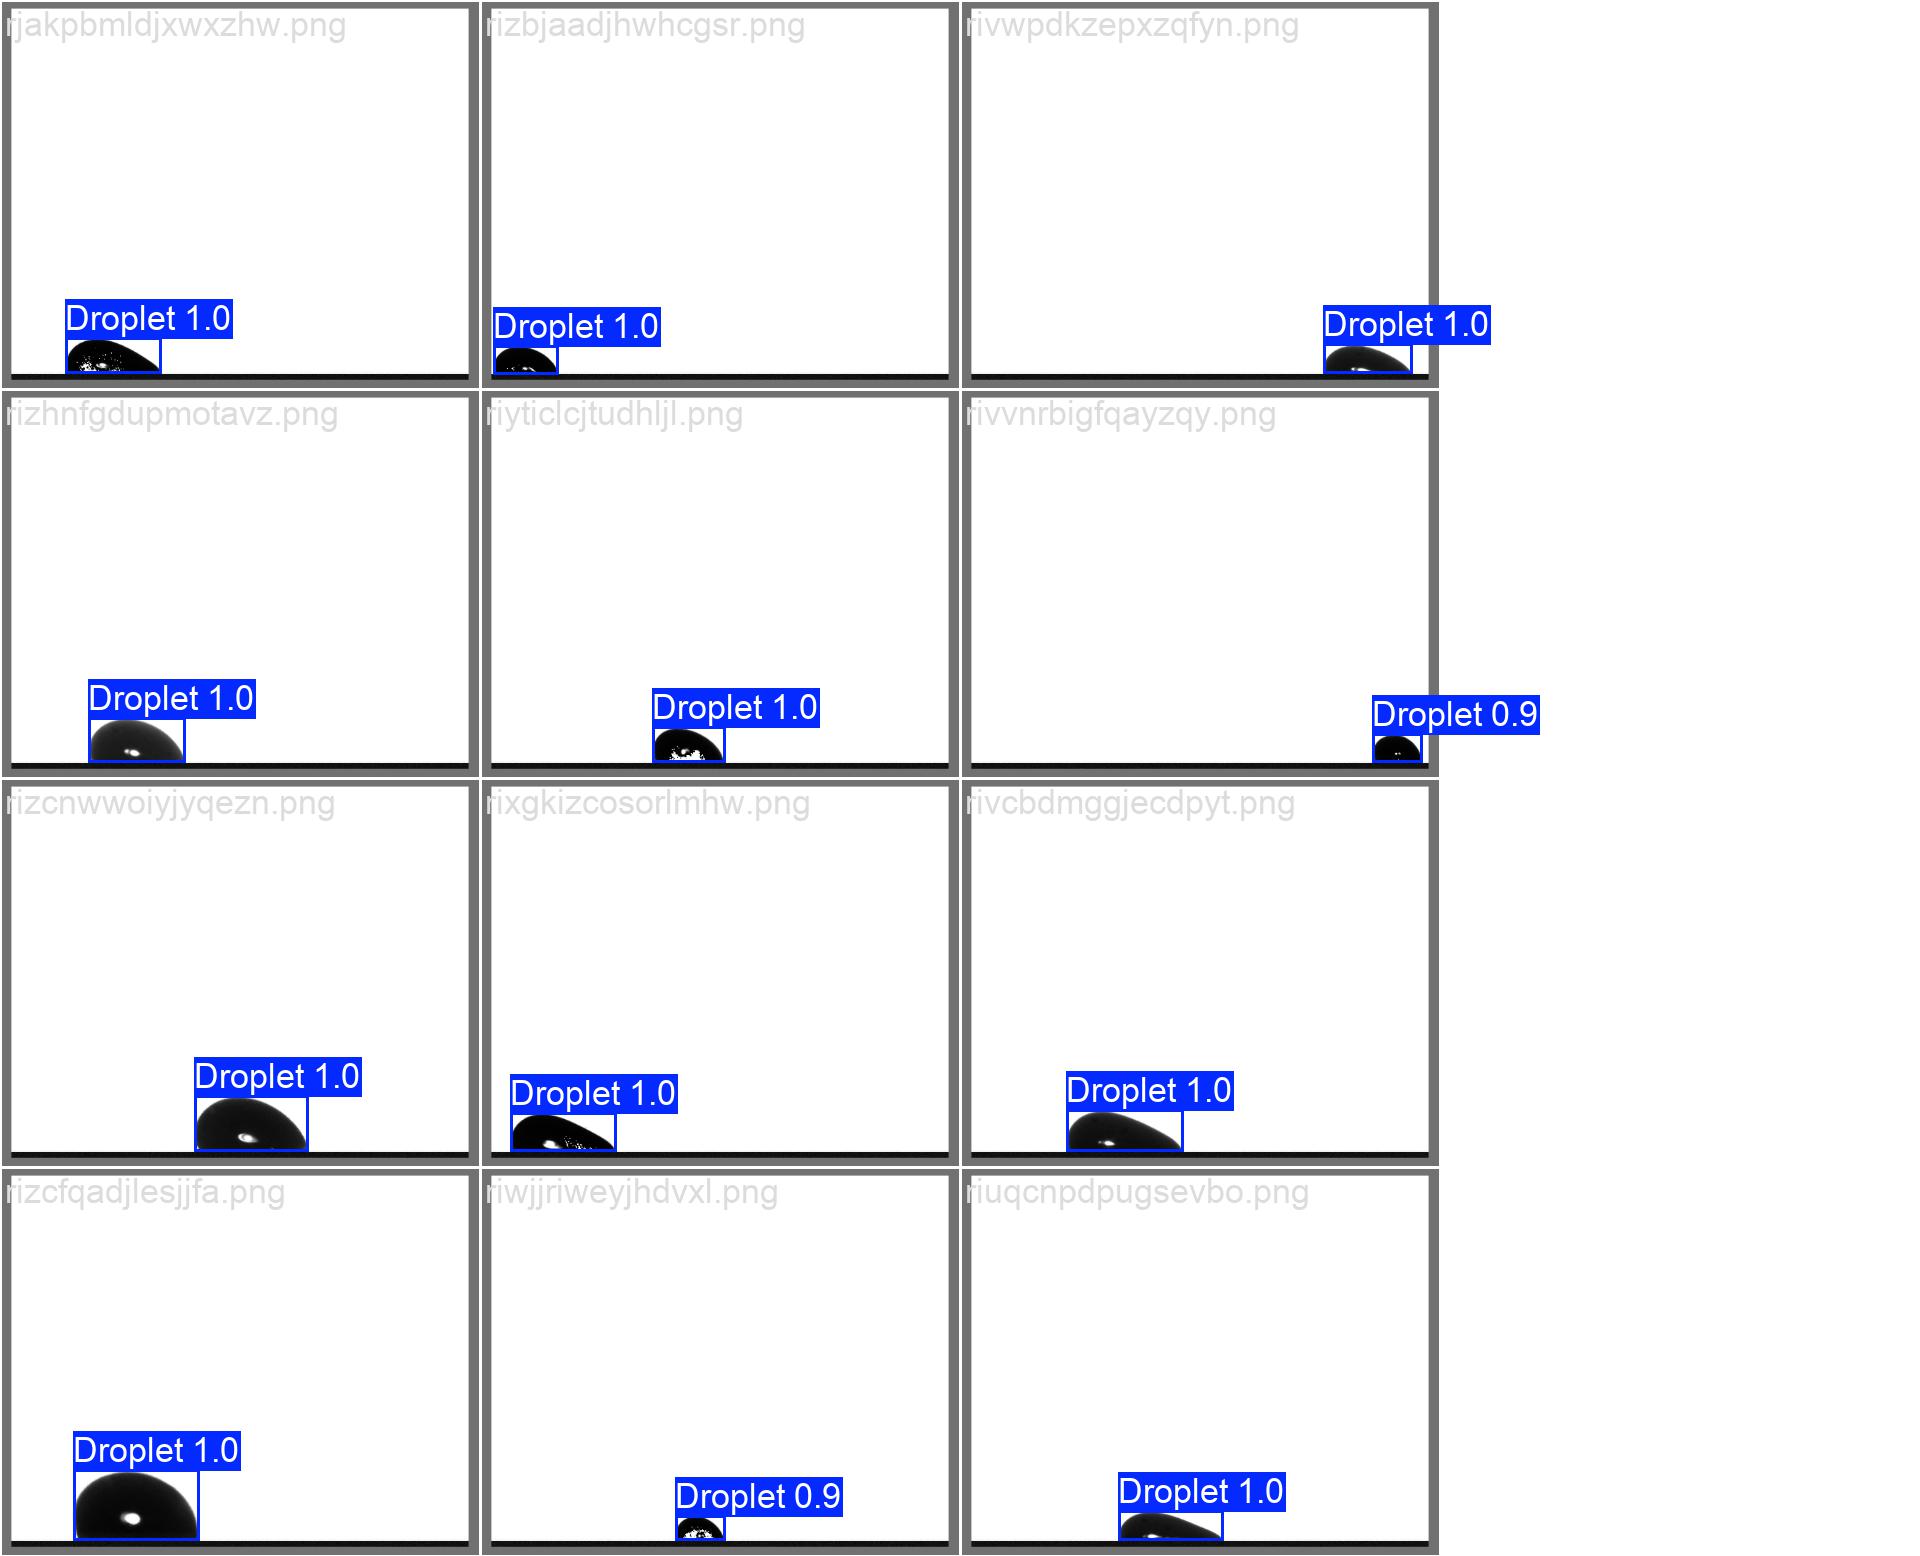 rjakpbmldjxwxzhw.png
rizbjaadjhwhcgsr.png
rivwpdkzepxzqfyn.png
Droplet 1.0
Droplet 1.0
Droplet 1.0
rizhnfgdupmotavz.png
riyticlcjtudhljl.png
rivvnrbigfqayzqy.png
Droplet 1.0
Droplet 1.0
Droplet 0.9
rizcnwwoiyjyqezn.png
rixgkizcosorlmhw.png
rivcbdmggjecdpyt.png
Droplet 1.0
Droplet 1.0
Droplet 1.0
rizcfqadjlesjjfa.png
riwjjriweyjhdvxl.png
riuqcnpdpugsevbo.png
Droplet 1.0
Droplet 0.9
Droplet 1.0